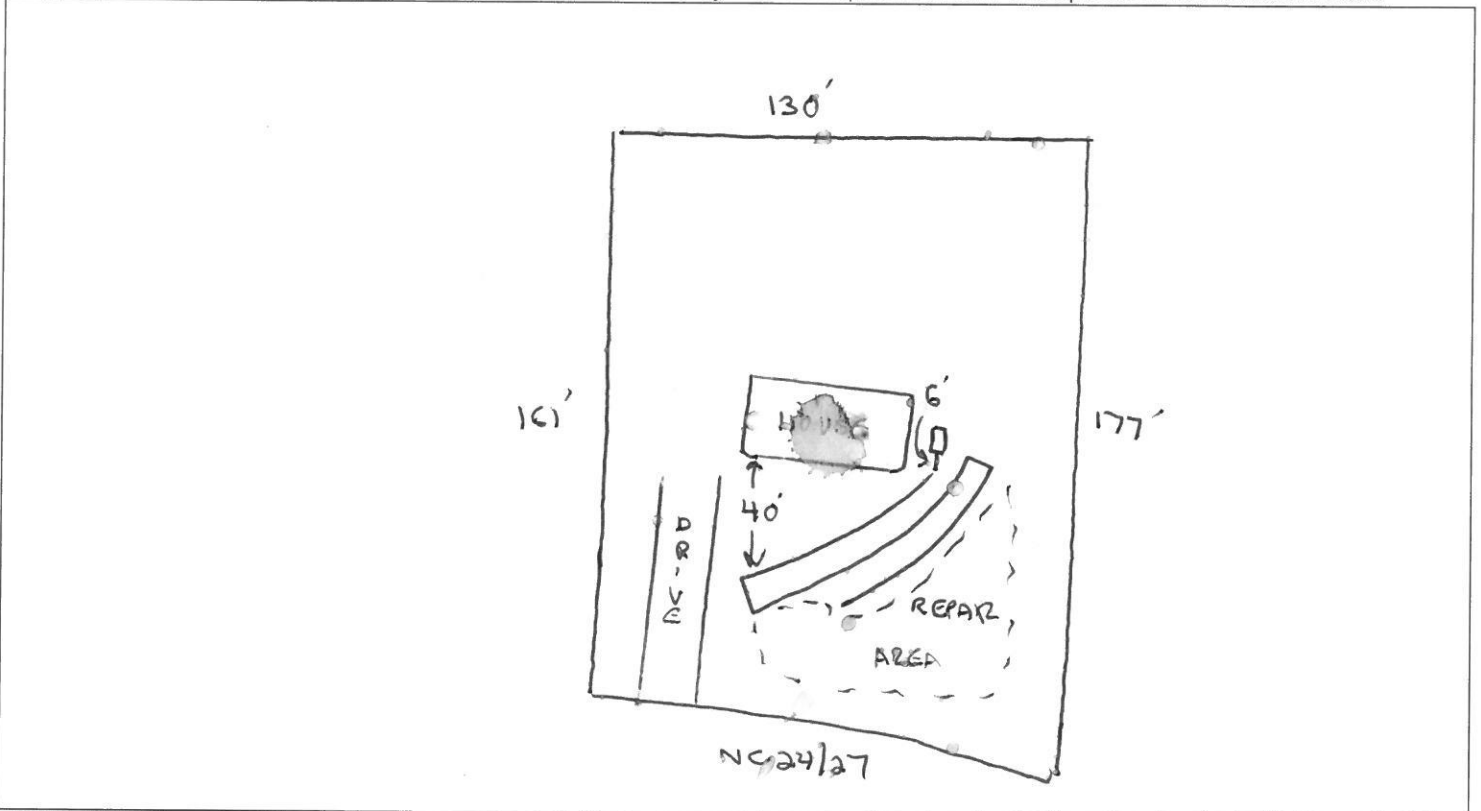 130'
161'
HOUSE
6'
177'
40'
DRIVE
REPAIR
AREA
NC 24/27